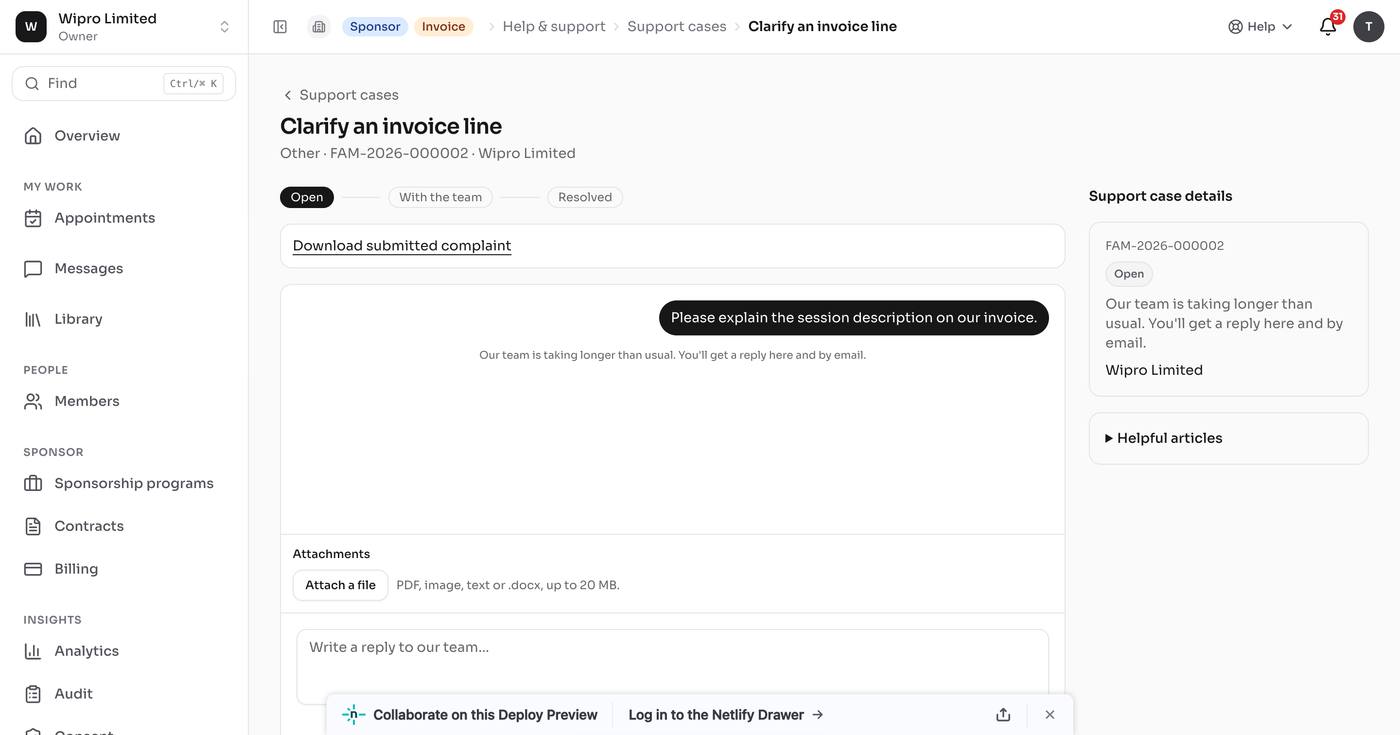 W
Wipro Limited
Owner
Sponsor
Invoice
Help & support
Support cases
Clarify an invoice line
Help
31
T
Find
Ctrl/⌘ K
Overview
MY WORK
Appointments
Messages
Library
PEOPLE
Members
SPONSOR
Sponsorship programs
Contracts
Billing
INSIGHTS
Analytics
Audit
Support cases
Clarify an invoice line
Other · FAM-2026-000002 · Wipro Limited
Open
With the team
Resolved
Download submitted complaint
Please explain the session description on our invoice.
Our team is taking longer than usual. You'll get a reply here and by email.
Attachments
Attach a file
PDF, image, text or .docx, up to 20 MB.
Write a reply to our team...
Support case details
FAM-2026-000002
Open
Our team is taking longer than
usual. You'll get a reply here and by
email.
Wipro Limited
Helpful articles
n
Collaborate on this Deploy Preview
Log in to the Netlify Drawer →